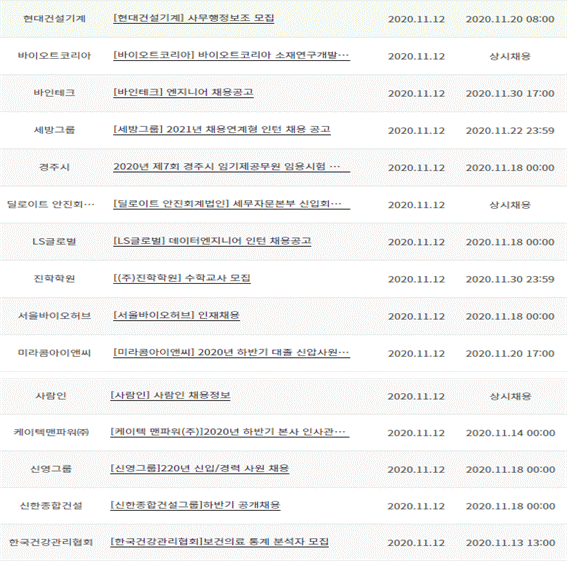 현대건설기계 [현대건설기계] 사무행정보조 모집 2020.11.12 2020.11.20 08:00
바이오트코리아 [바이오트코리아] 바이오트코리아 소재연구개발… 2020.11.12 상시채용
바인테크 [바인테크] 엔지니어 채용공고 2020.11.12 2020.11.30 17:00
세방그룹 [세방그룹] 2021년 채용연계형 인턴 채용 공고 2020.11.12 2020.11.22 23:59
경주시 2020년 제7회 경주시 임기제공무원 임용시험 … 2020.11.12 2020.11.18 00:00
딜로이트 안진회… [딜로이트 안진회계법인] 세무자문본부 신입회… 2020.11.12 상시채용
LS글로벌 [LS글로벌] 데이터엔지니어 인턴 채용공고 2020.11.12 2020.11.18 00:00
진학학원 [(주)진학학원] 수학교사 모집 2020.11.12 2020.11.30 23:59
서울바이오허브 [서울바이오허브] 인재채용 2020.11.12 2020.11.18 00:00
미라콤아이앤씨 [미라콤아이앤씨] 2020년 하반기 대졸 신입사원… 2020.11.12 2020.11.20 17:00
사람인 [사람인] 사람인 채용정보 2020.11.12 상시채용
케이텍맨파워㈜ [케이텍 맨파워(주)]2020년 하반기 본사 인사관… 2020.11.12 2020.11.14 00:00
신영그룹 [신영그룹]220년 신입/경력 사원 채용 2020.11.12 2020.11.18 00:00
신한종합건설 [신한종합건설그룹]하반기 공개채용 2020.11.12 2020.11.18 00:00
한국건강관리협회 [한국건강관리협회]보건의료 통계 분석자 모집 2020.11.12 2020.11.13 13:00